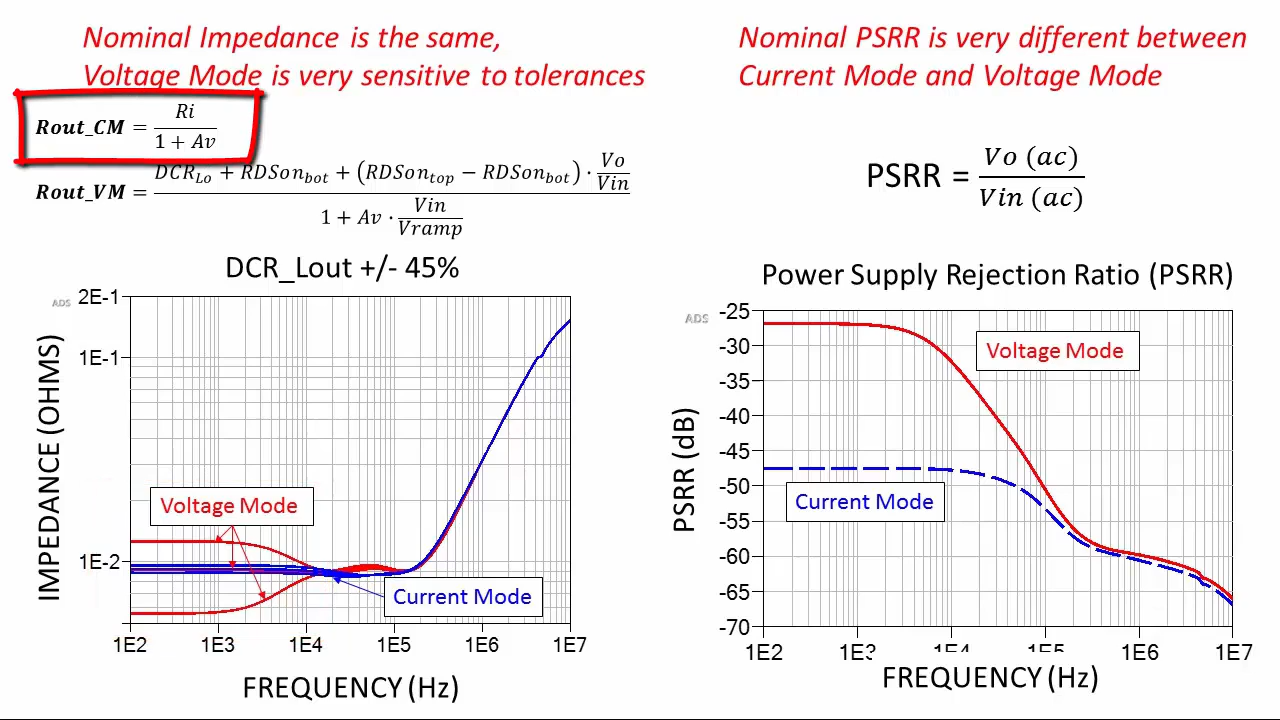 Nominal Impedance is the same,
Voltage Mode is very sensitive to tolerances
Rout_CM = Ri / (1 + Av)
Rout_VM = (DCR_Lo + RDSon_bot + (RDSon_top − RDSon_bot) · Vo/Vin) / (1 + Av · Vin/Vramp)
DCR_Lout +/- 45%
ADS
2E-1
1E-1
1E-2
IMPEDANCE (OHMS)
Voltage Mode
Current Mode
1E2 1E3 1E4 1E5 1E6 1E7
FREQUENCY (Hz)
Nominal PSRR is very different between
Current Mode and Voltage Mode
PSRR = Vo (ac) / Vin (ac)
Power Supply Rejection Ratio (PSRR)
ADS
-25
-30
-35
-40
-45
-50
-55
-60
-65
-70
PSRR (dB)
Voltage Mode
Current Mode
1E2 1E3 1E4 1E5 1E6 1E7
FREQUENCY (Hz)